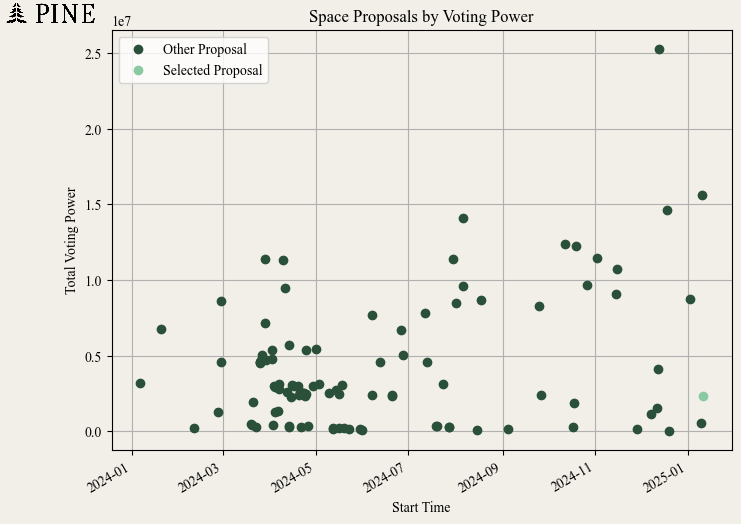 PINE
Space Proposals by Voting Power
1e7
Other Proposal
Selected Proposal
2.5
2.0
1.5
1.0
0.5
0.0
Total Voting Power
2024-01
2024-03
2024-05
2024-07
2024-09
2024-11
2025-01
Start Time